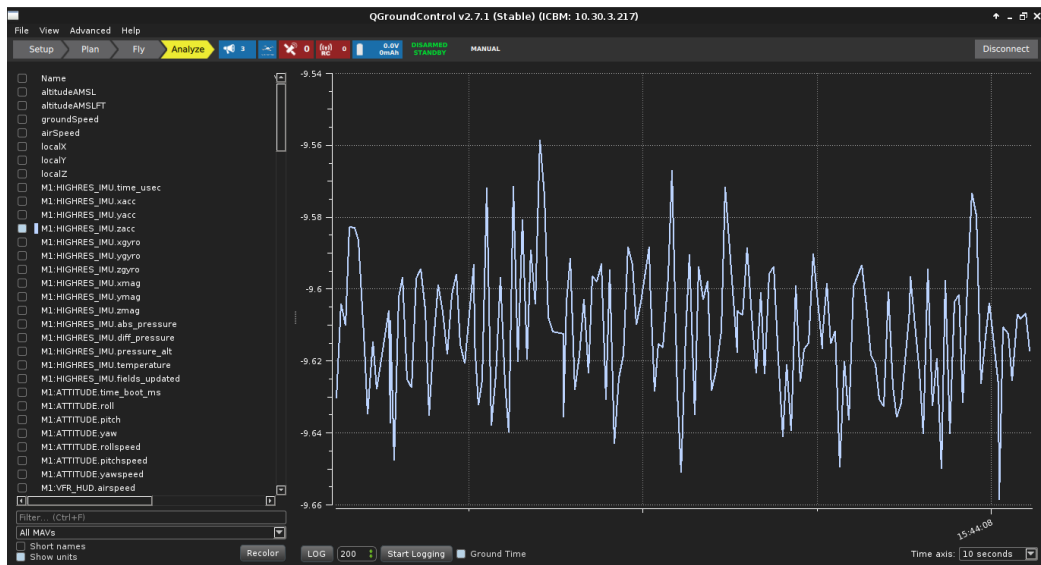 QGroundControl v2.7.1 (Stable) (ICBM: 10.30.3.217)
File View Advanced Help
Setup Plan Fly Analyze 3 0 RC 0 0.0V 0mAh DISARMED STANDBY MANUAL Disconnect
Name
altitudeAMSL
altitudeAMSLFT
groundSpeed
airSpeed
localX
localY
localZ
M1:HIGHRES_IMU.time_usec
M1:HIGHRES_IMU.xacc
M1:HIGHRES_IMU.yacc
M1:HIGHRES_IMU.zacc
M1:HIGHRES_IMU.xgyro
M1:HIGHRES_IMU.ygyro
M1:HIGHRES_IMU.zgyro
M1:HIGHRES_IMU.xmag
M1:HIGHRES_IMU.ymag
M1:HIGHRES_IMU.zmag
M1:HIGHRES_IMU.abs_pressure
M1:HIGHRES_IMU.diff_pressure
M1:HIGHRES_IMU.pressure_alt
M1:HIGHRES_IMU.temperature
M1:HIGHRES_IMU.fields_updated
M1:ATTITUDE.time_boot_ms
M1:ATTITUDE.roll
M1:ATTITUDE.pitch
M1:ATTITUDE.yaw
M1:ATTITUDE.rollspeed
M1:ATTITUDE.pitchspeed
M1:ATTITUDE.yawspeed
M1:VFR_HUD.airspeed
Filter... (Ctrl+F)
All MAVs
Short names
Show units
Recolor
-9.54
-9.56
-9.58
-9.6
-9.62
-9.64
-9.66
15:44:08
LOG 200 Start Logging Ground Time Time axis: 10 seconds